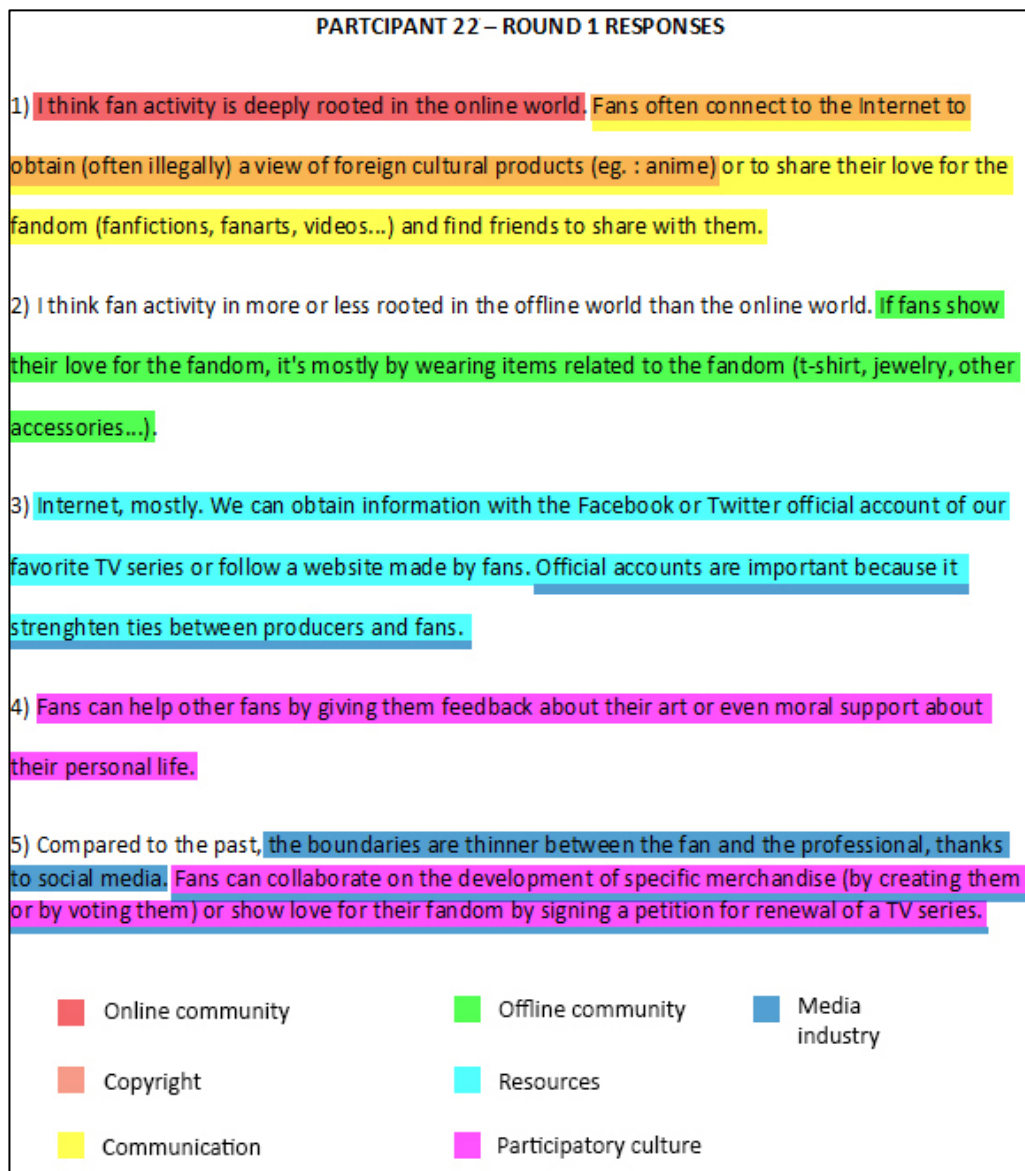 PARTCIPANT 22 – ROUND 1 RESPONSES
1) I think fan activity is deeply rooted in the online world. Fans often connect to the Internet to
obtain (often illegally) a view of foreign cultural products (eg. : anime) or to share their love for the
fandom (fanfictions, fanarts, videos...) and find friends to share with them.
2) I think fan activity in more or less rooted in the offline world than the online world. If fans show
their love for the fandom, it's mostly by wearing items related to the fandom (t-shirt, jewelry, other
accessories...).
3) Internet, mostly. We can obtain information with the Facebook or Twitter official account of our
favorite TV series or follow a website made by fans. Official accounts are important because it
strenghten ties between producers and fans.
4) Fans can help other fans by giving them feedback about their art or even moral support about
their personal life.
5) Compared to the past, the boundaries are thinner between the fan and the professional, thanks
to social media. Fans can collaborate on the development of specific merchandise (by creating them
or by voting them) or show love for their fandom by signing a petition for renewal of a TV series.
Online community
Offline community
Media
industry
Copyright
Resources
Communication
Participatory culture